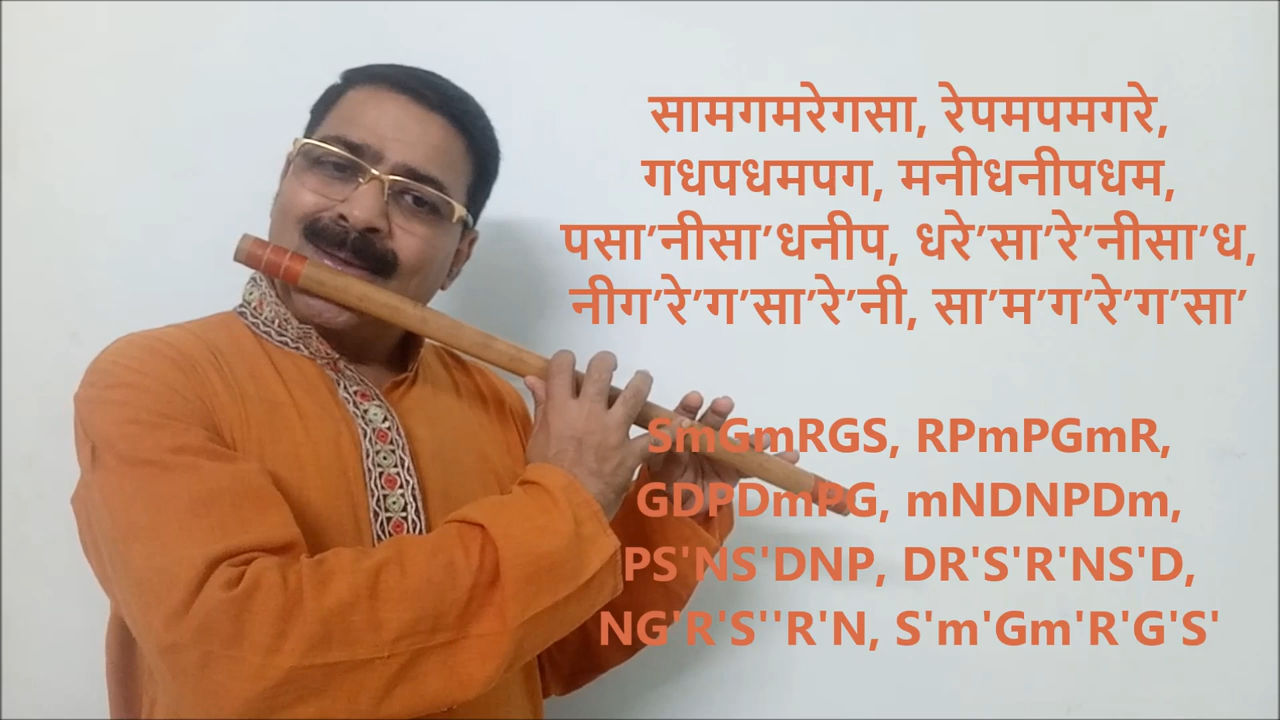 सामगमरेगसा, रेपमपमगरे,
गधपधमपग, मनीधनीपधम,
पसा’नीसा’धनीप, धरे’सा’रे’नीसा’ध,
नीग’रे’ग’सा’रे’नी, सा’म’ग’रे’ग’सा’
SmGmRGS, RPmPGmR,
GDPDmPG, mNDNPDm,
PS'NS'DNP, DR'S'R'NS'D,
NG'R'S''R'N, S'm'Gm'R'G'S'